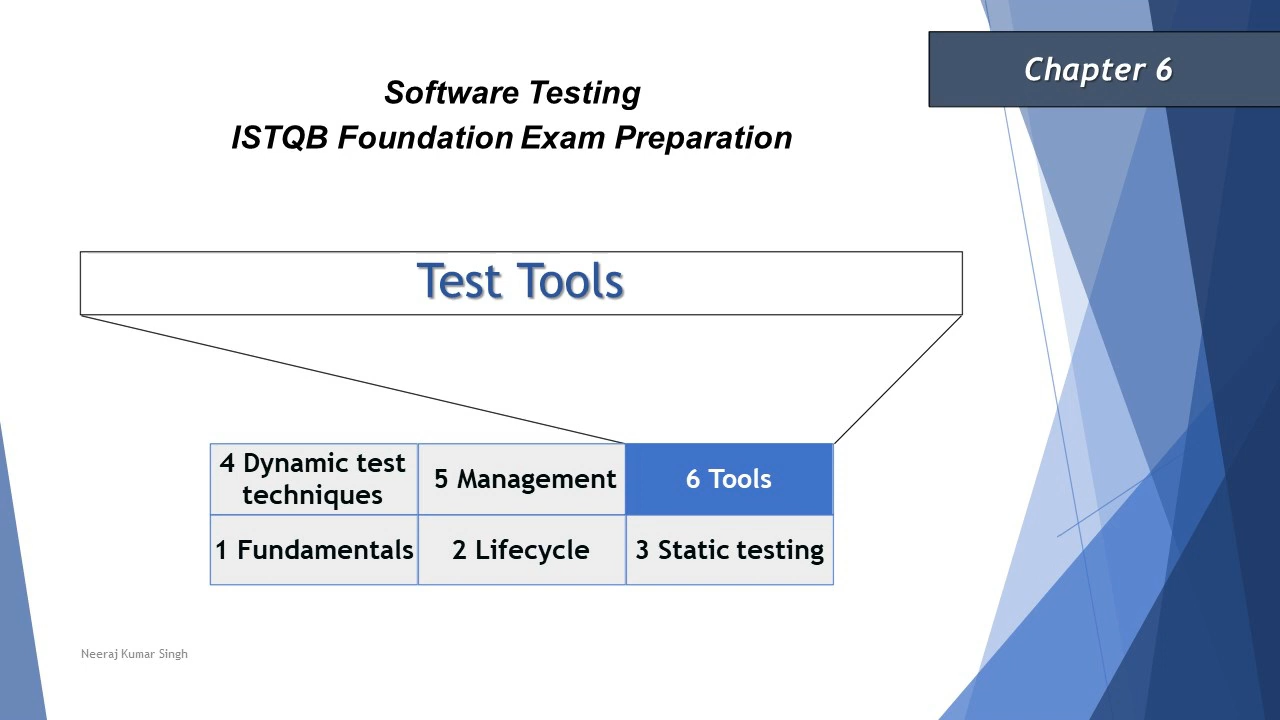 Chapter 6
Software Testing
ISTQB Foundation Exam Preparation
Test Tools
4 Dynamic test
techniques
5 Management
6 Tools
1 Fundamentals
2 Lifecycle
3 Static testing
Neeraj Kumar Singh